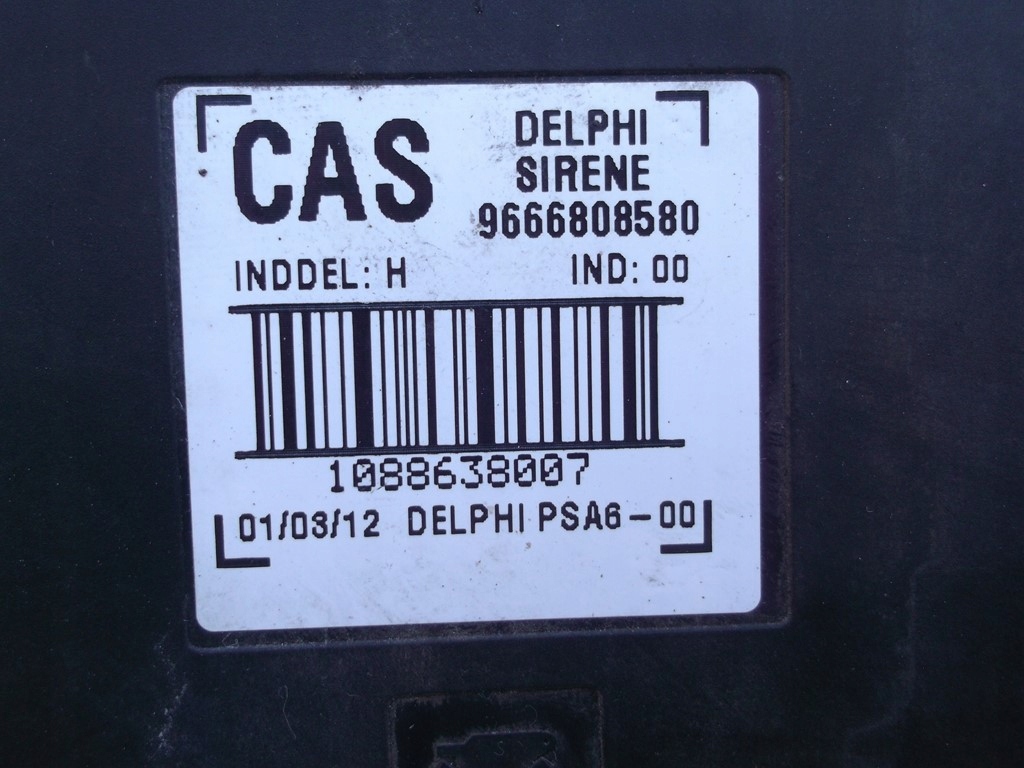 CAS
DELPHI
SIRENE
9666808580
INDDEL: H IND: 00
1088638007
01/03/12 DELPHI PSA6-00